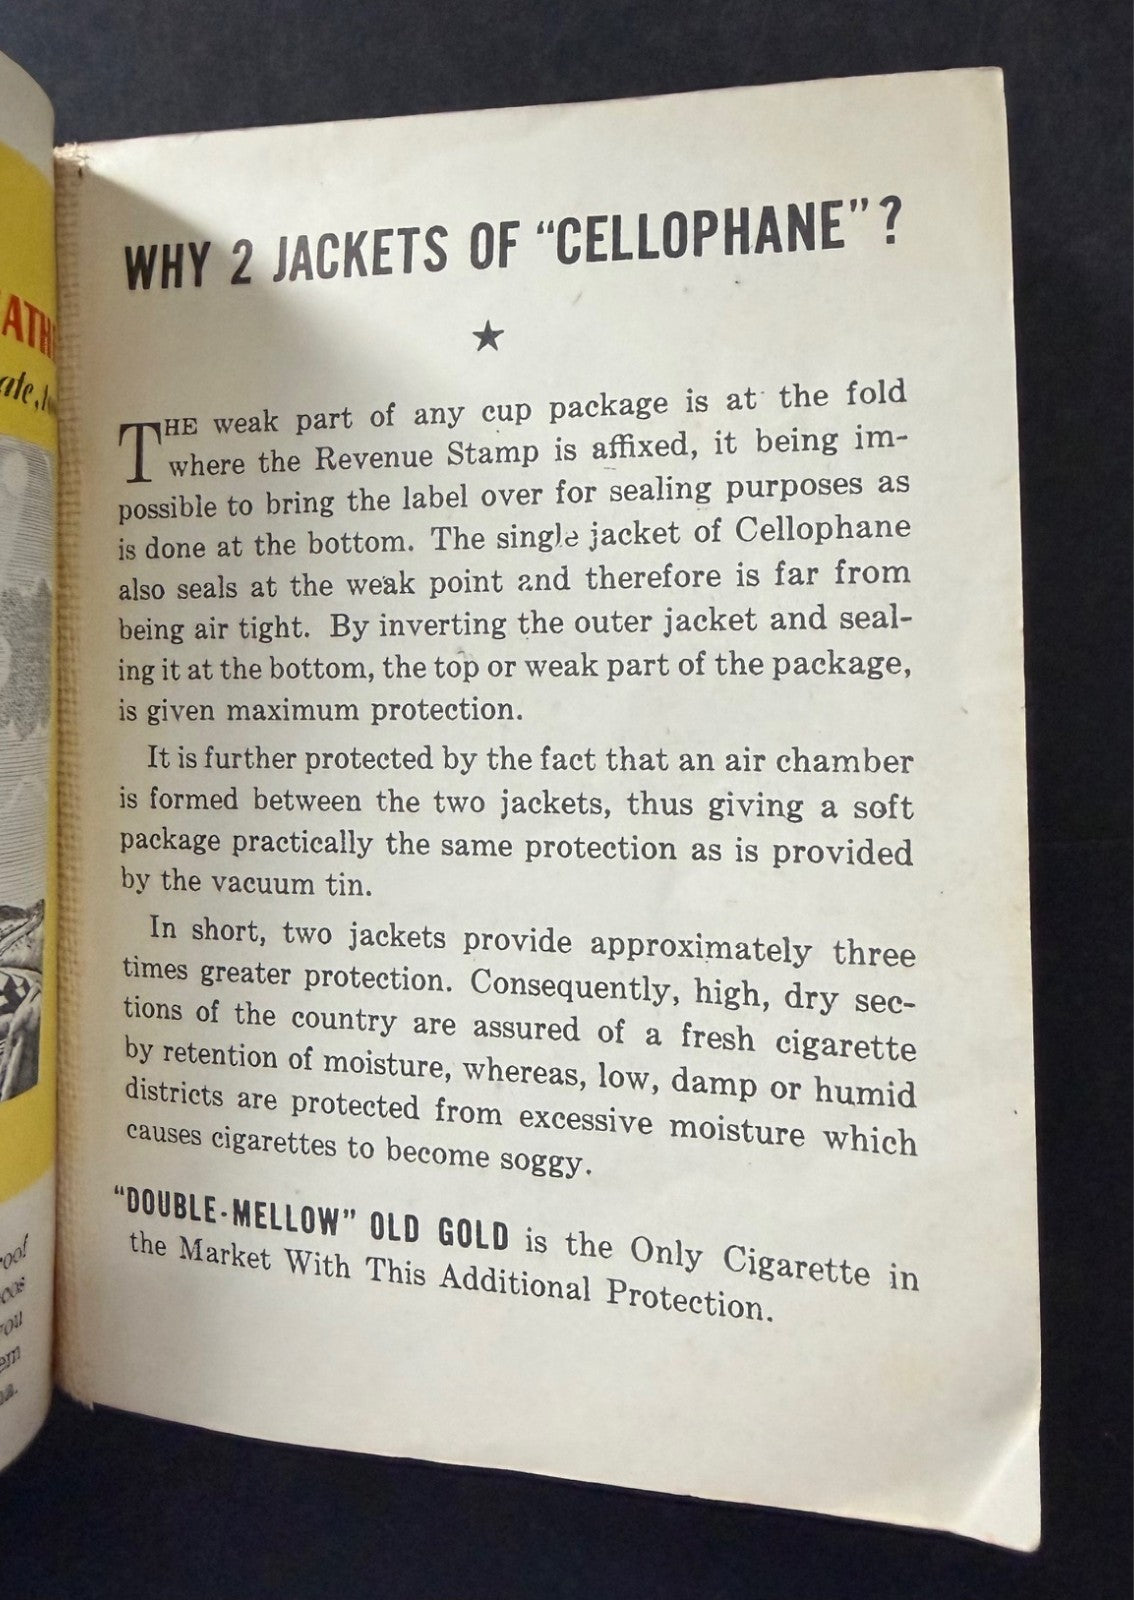 WHY 2 JACKETS OF “CELLOPHANE”?
★
THE weak part of any cup package is at the fold
where the Revenue Stamp is affixed, it being im-
possible to bring the label over for sealing purposes as
is done at the bottom. The single jacket of Cellophane
also seals at the weak point and therefore is far from
being air tight. By inverting the outer jacket and seal-
ing it at the bottom, the top or weak part of the package,
is given maximum protection.
It is further protected by the fact that an air chamber
is formed between the two jackets, thus giving a soft
package practically the same protection as is provided
by the vacuum tin.
In short, two jackets provide approximately three
times greater protection. Consequently, high, dry sec-
tions of the country are assured of a fresh cigarette
by retention of moisture, whereas, low, damp or humid
districts are protected from excessive moisture which
causes cigarettes to become soggy.
“DOUBLE-MELLOW” OLD GOLD is the Only Cigarette in
the Market With This Additional Protection.